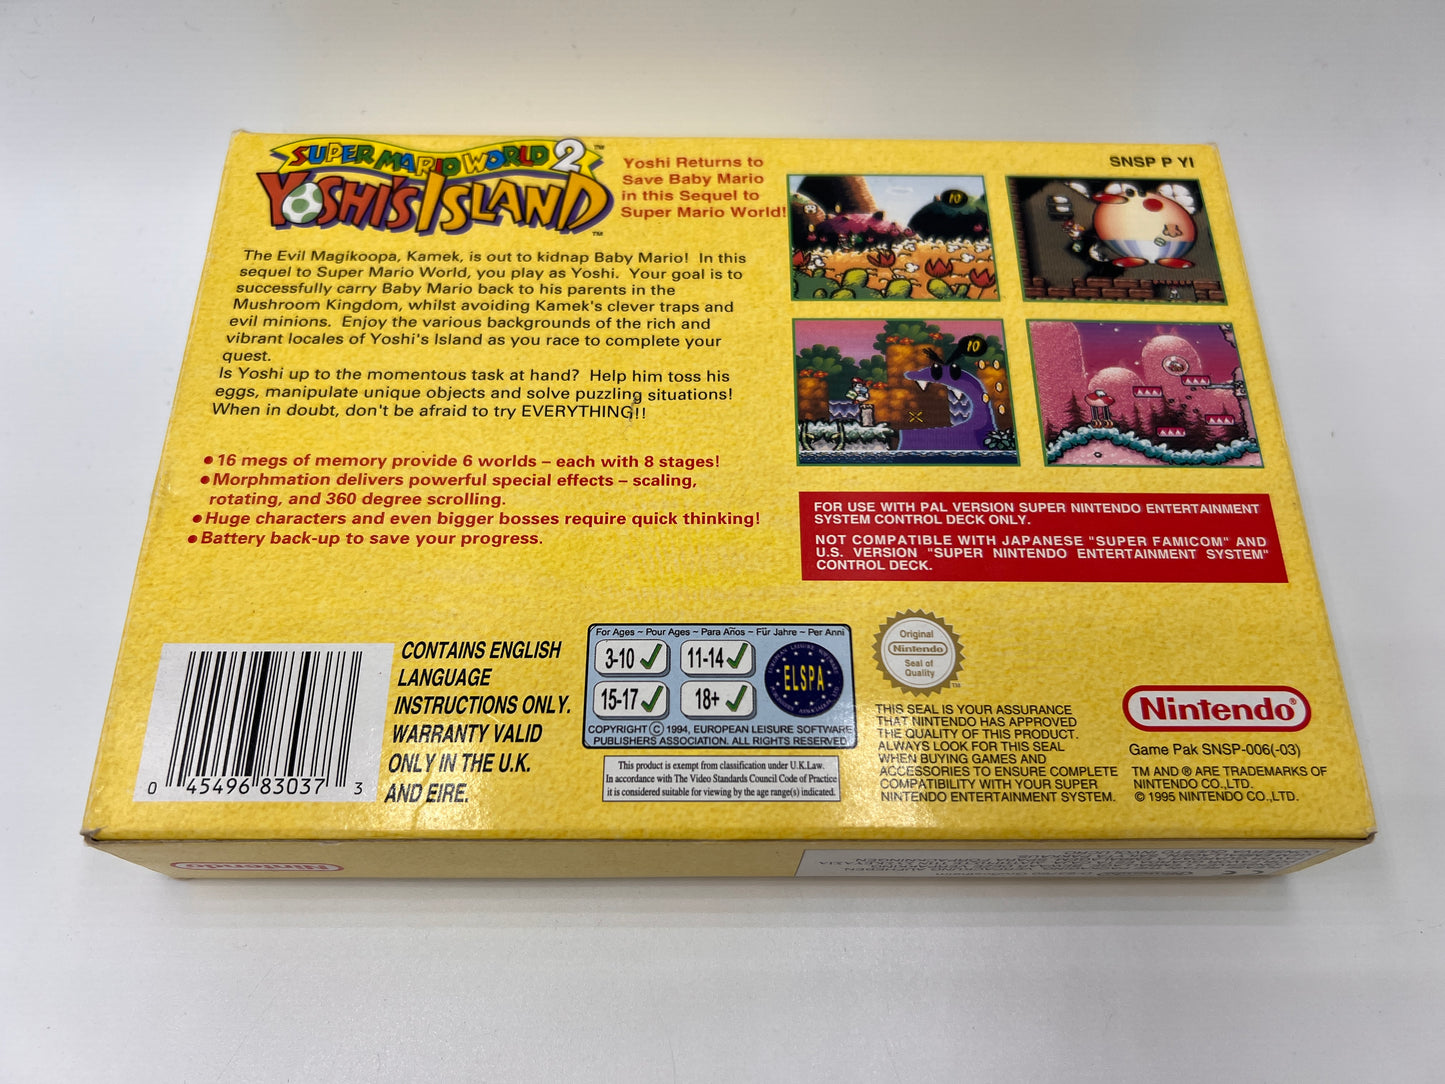 SUPER MARIO WORLD 2™
YOSHI'S ISLAND™
Yoshi Returns to
Save Baby Mario
in this Sequel to
Super Mario World!
SNSP P YI
The Evil Magikoopa, Kamek, is out to kidnap Baby Mario! In this
sequel to Super Mario World, you play as Yoshi. Your goal is to
successfully carry Baby Mario back to his parents in the
Mushroom Kingdom, whilst avoiding Kamek's clever traps and
evil minions. Enjoy the various backgrounds of the rich and
vibrant locales of Yoshi's Island as you race to complete your
quest.
Is Yoshi up to the momentous task at hand? Help him toss his
eggs, manipulate unique objects and solve puzzling situations!
When in doubt, don't be afraid to try EVERYTHING!!
10
10
● 16 megs of memory provide 6 worlds – each with 8 stages!
● Morphmation delivers powerful special effects – scaling,
rotating, and 360 degree scrolling.
● Huge characters and even bigger bosses require quick thinking!
● Battery back-up to save your progress.
FOR USE WITH PAL VERSION SUPER NINTENDO ENTERTAINMENT
SYSTEM CONTROL DECK ONLY.
NOT COMPATIBLE WITH JAPANESE "SUPER FAMICOM" AND
U.S. VERSION "SUPER NINTENDO ENTERTAINMENT SYSTEM"
CONTROL DECK.
0 45496 83037 3
CONTAINS ENGLISH
LANGUAGE
INSTRUCTIONS ONLY.
WARRANTY VALID
ONLY IN THE U.K.
AND EIRE.
For Ages ~ Pour Ages ~ Para Años ~ Für Jahre ~ Per Anni
3-10 ✓ 11-14 ✓
15-17 ✓ 18+ ✓
ELSPA
COPYRIGHT © 1994, EUROPEAN LEISURE SOFTWARE
PUBLISHERS ASSOCIATION. ALL RIGHTS RESERVED
This product is exempt from classification under U.K.Law.
In accordance with The Video Standards Council Code of Practice
it is considered suitable for viewing by the age range(s) indicated.
Original
Nintendo
Seal of
Quality
™
THIS SEAL IS YOUR ASSURANCE
THAT NINTENDO HAS APPROVED
THE QUALITY OF THIS PRODUCT.
ALWAYS LOOK FOR THIS SEAL
WHEN BUYING GAMES AND
ACCESSORIES TO ENSURE COMPLETE
COMPATIBILITY WITH YOUR SUPER
NINTENDO ENTERTAINMENT SYSTEM.
Nintendo®
Game Pak SNSP-006(-03)
TM AND ® ARE TRADEMARKS OF
NINTENDO CO.,LTD.
© 1995 NINTENDO CO.,LTD.
Nintendo